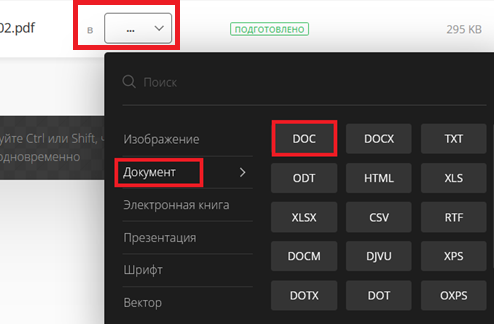 02.pdf в ... ПОДГОТОВЛЕНО 295 KB
Поиск
уйте Ctrl или Shift, ч
одновременно
Изображение
Документ
Электронная книга
Презентация
Шрифт
Вектор
DOC DOCX TXT
ODT HTML XLS
XLSX CSV RTF
DOCM DJVU XPS
DOTX DOT OXPS